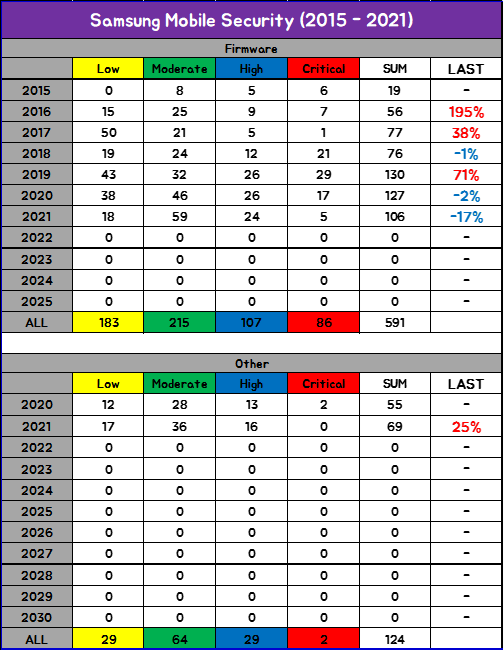 Samsung Mobile Security (2015 - 2021)
Firmware
Low Moderate High Critical SUM LAST
2015 0 8 5 6 19 -
2016 15 25 9 7 56 195%
2017 50 21 5 1 77 38%
2018 19 24 12 21 76 -1%
2019 43 32 26 29 130 71%
2020 38 46 26 17 127 -2%
2021 18 59 24 5 106 -17%
2022 0 0 0 0 0 -
2023 0 0 0 0 0 -
2024 0 0 0 0 0 -
2025 0 0 0 0 0 -
ALL 183 215 107 86 591
Other
Low Moderate High Critical SUM LAST
2020 12 28 13 2 55 -
2021 17 36 16 0 69 25%
2022 0 0 0 0 0 -
2023 0 0 0 0 0 -
2024 0 0 0 0 0 -
2025 0 0 0 0 0 -
2026 0 0 0 0 0 -
2027 0 0 0 0 0 -
2028 0 0 0 0 0 -
2029 0 0 0 0 0 -
2030 0 0 0 0 0 -
ALL 29 64 29 2 124